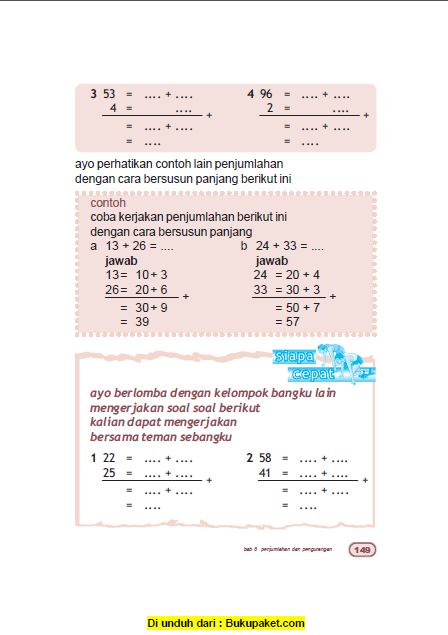 3 53 = .... + ....     4 96 = .... + ....
4 =       ....  +     2 =       ....  +
= .... + ....     = .... + ....
= ....     = ....
ayo perhatikan contoh lain penjumlahan
dengan cara bersusun panjang berikut ini
contoh
coba kerjakan penjumlahan berikut ini
dengan cara bersusun panjang
a 13 + 26 = ....     b 24 + 33 = ....
jawab     jawab
13= 10+ 3     24 = 20 + 4
26= 20+ 6 +     33 = 30 + 3 +
= 30+ 9     = 50 + 7
= 39     = 57
siapa
cepat
ayo berlomba dengan kelompok bangku lain
mengerjakan soal soal berikut
kalian dapat mengerjakan
bersama teman sebangku
1 22 = .... + ....     2 58 = .... + ....
25 = .... + .... +     41 = .... + .... +
= .... + ....     = .... + ....
= ....     = ....
bab 8 penjumlahan dan pengurangan 149
Di unduh dari : Bukupaket.com